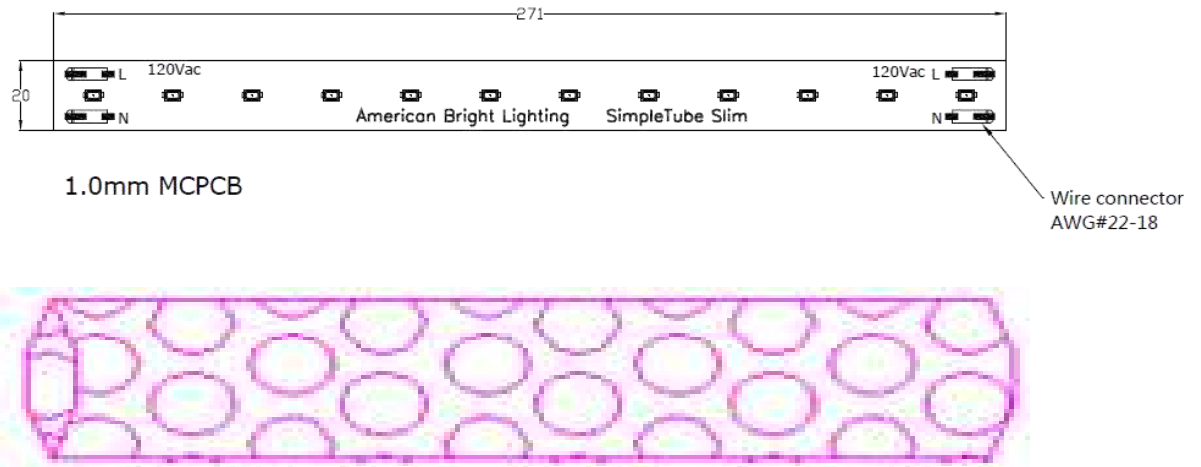 271
120Vac
120Vac
L
L
20
American Bright Lighting SimpleTube Slim
N
N
1.0mm MCPCB
Wire connector
AWG#22-18